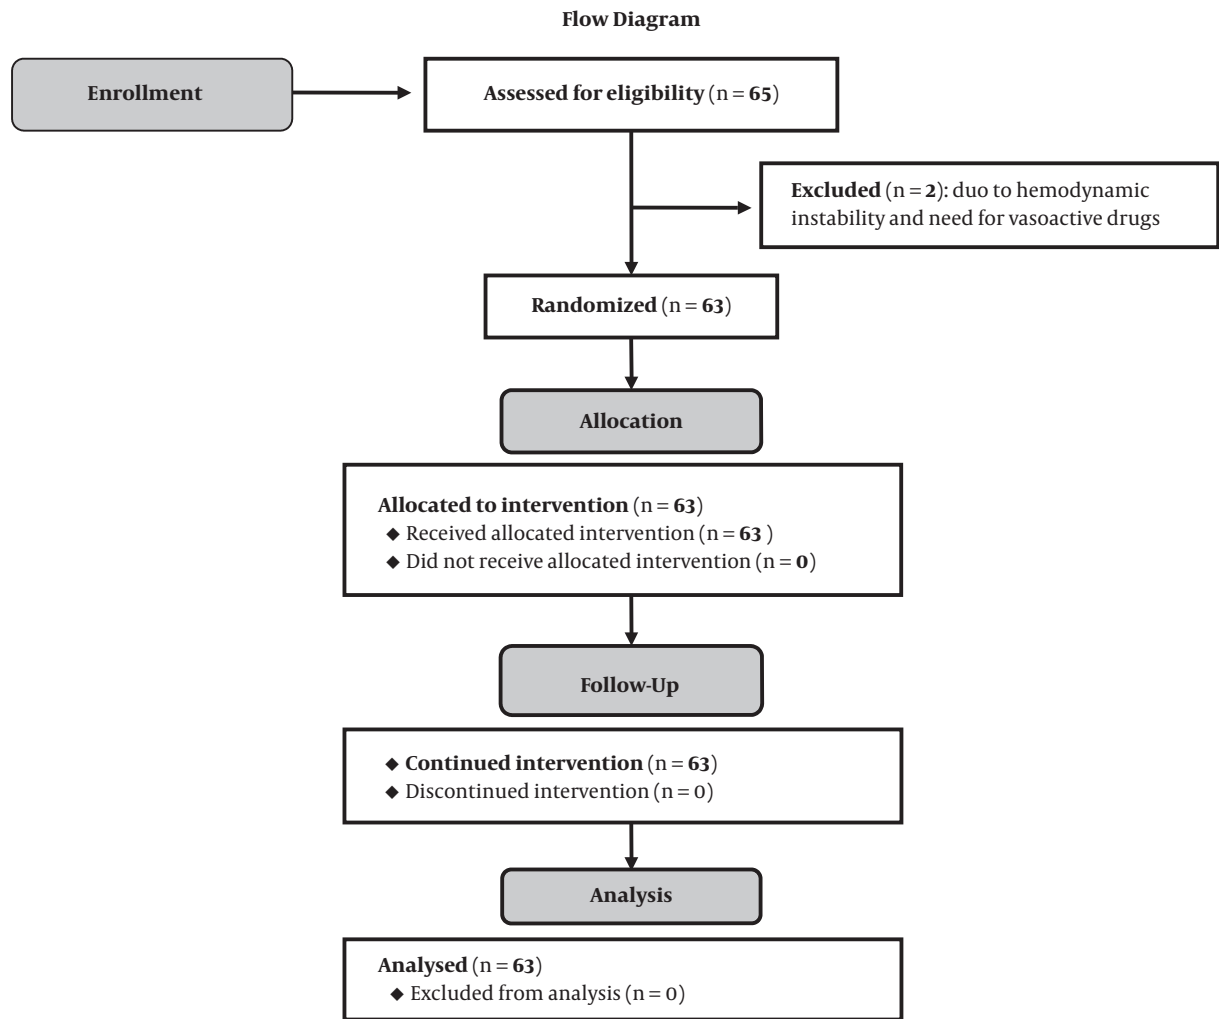 Flow Diagram
Enrollment
Assessed for eligibility (n = 65)
Excluded (n = 2): duo to hemodynamic
instability and need for vasoactive drugs
Randomized (n = 63)
Allocation
Allocated to intervention (n = 63)
◆ Received allocated intervention (n = 63 )
◆ Did not receive allocated intervention (n = 0)
Follow-Up
◆ Continued intervention (n = 63)
◆ Discontinued intervention (n = 0)
Analysis
Analysed (n = 63)
◆ Excluded from analysis (n = 0)